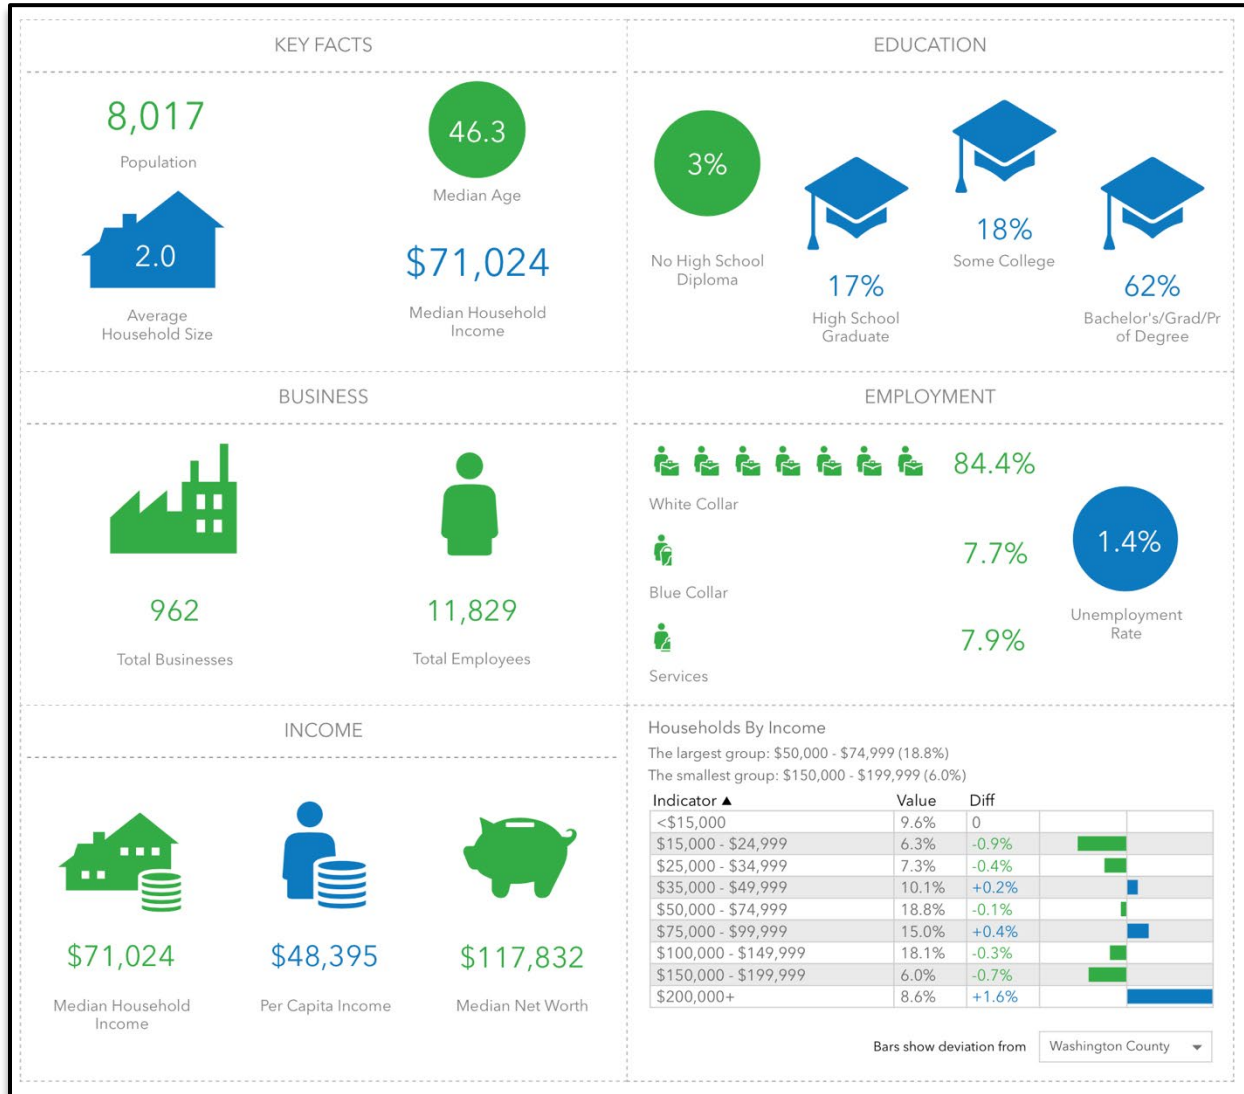 KEY FACTS
8,017
Population
46.3
Median Age
2.0
Average
Household Size
$71,024
Median Household
Income
EDUCATION
3%
No High School
Diploma
17%
High School
Graduate
18%
Some College
62%
Bachelor's/Grad/Pr
of Degree
BUSINESS
962
Total Businesses
11,829
Total Employees
EMPLOYMENT
84.4%
White Collar
7.7%
Blue Collar
7.9%
Services
1.4%
Unemployment
Rate
INCOME
$71,024
Median Household
Income
$48,395
Per Capita Income
$117,832
Median Net Worth
Households By Income
The largest group: $50,000 - $74,999 (18.8%)
The smallest group: $150,000 - $199,999 (6.0%)
Indicator ▲ Value Diff
<$15,000 9.6% 0
$15,000 - $24,999 6.3% -0.9%
$25,000 - $34,999 7.3% -0.4%
$35,000 - $49,999 10.1% +0.2%
$50,000 - $74,999 18.8% -0.1%
$75,000 - $99,999 15.0% +0.4%
$100,000 - $149,999 18.1% -0.3%
$150,000 - $199,999 6.0% -0.7%
$200,000+ 8.6% +1.6%
Bars show deviation from Washington County